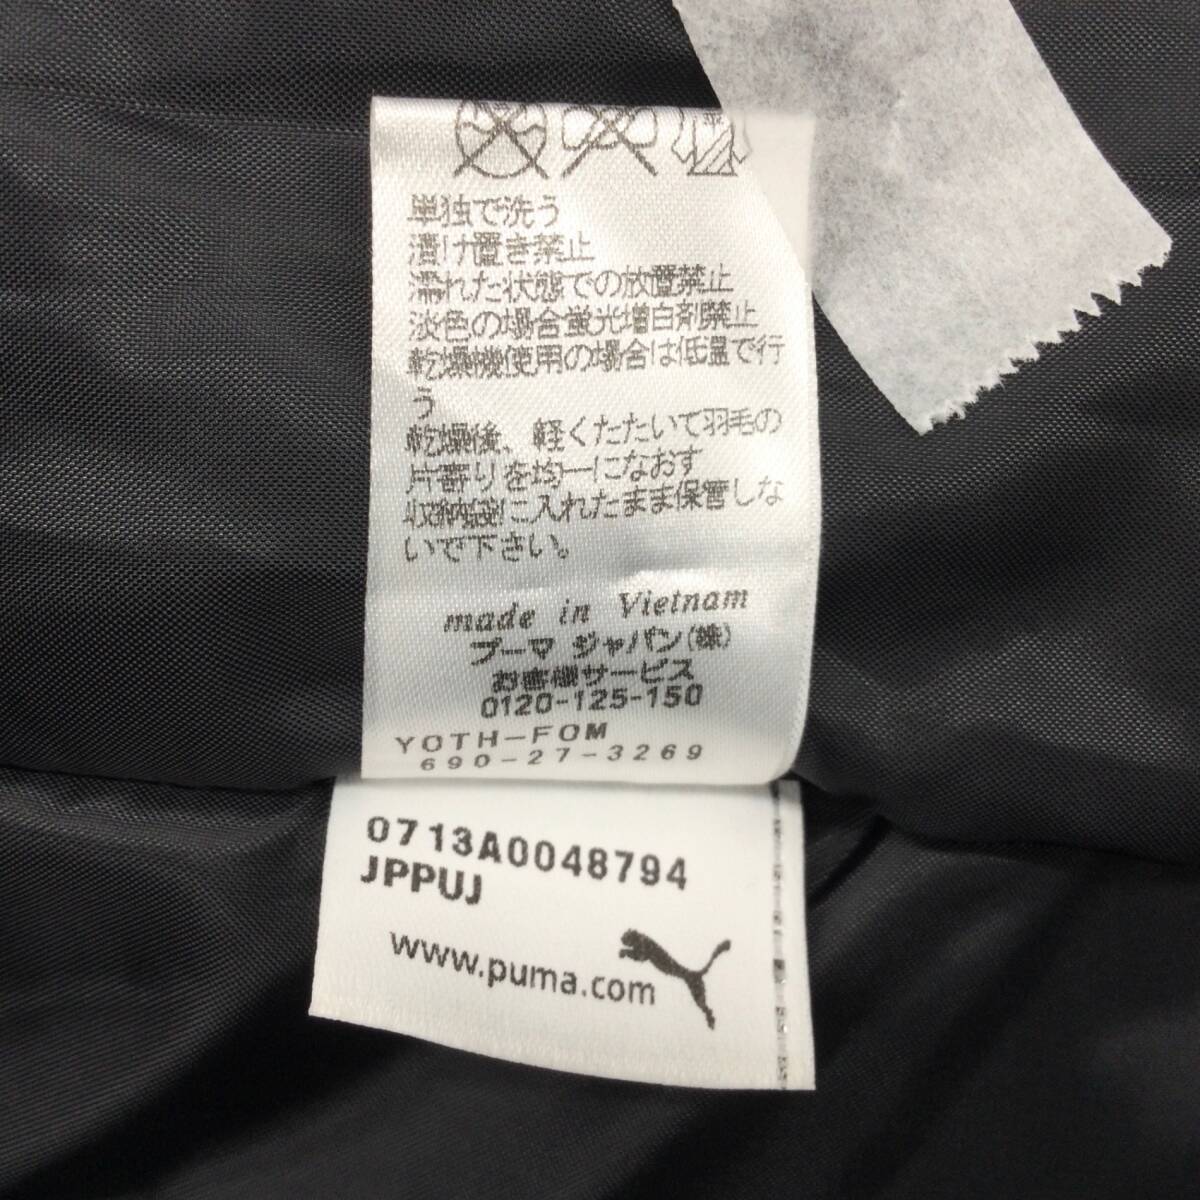 平
単独で洗う
漬け置き禁止
濡れた状態での放置禁止
淡色の場合蛍光増白剤禁止
乾燥機使用の場合は低温で行
う
乾燥後、軽くたたいて羽毛の
片寄りを均一になおす
収納袋に入れたまま保管しな
いで下さい。
made in Vietnam
プーマ ジャパン(株)
お客様サービス
0120-125-150
YOTH-FOM
690-27-3269
0713A0048794
JPPUJ
www.puma.com